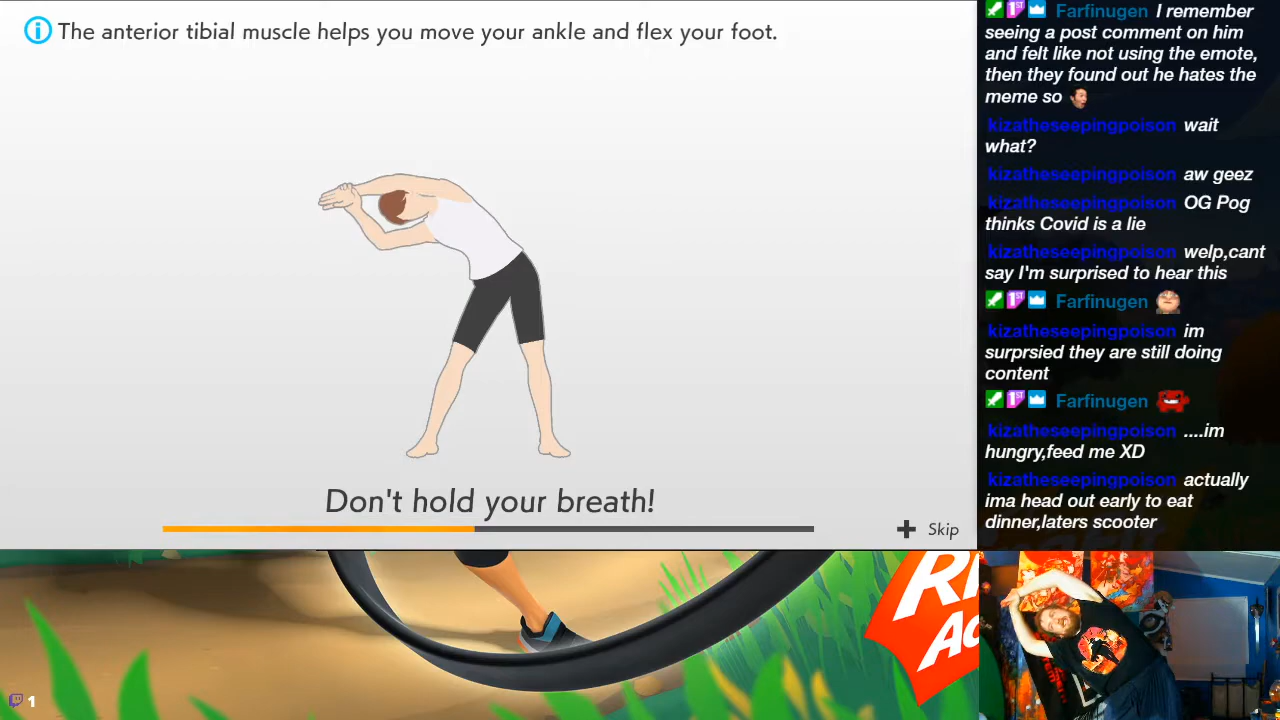 The anterior tibial muscle helps you move your ankle and flex your foot.
Don't hold your breath!
Skip
Farfinugen I remember
seeing a post comment on him
and felt like not using the emote,
then they found out he hates the
meme so
kizatheseepingpoison wait
what?
kizatheseepingpoison aw geez
kizatheseepingpoison OG Pog
thinks Covid is a lie
kizatheseepingpoison welp,cant
say I'm surprised to hear this
Farfinugen
kizatheseepingpoison im
surprsied they are still doing
content
Farfinugen
kizatheseepingpoison ....im
hungry,feed me XD
kizatheseepingpoison actually
ima head out early to eat
dinner,laters scooter
1